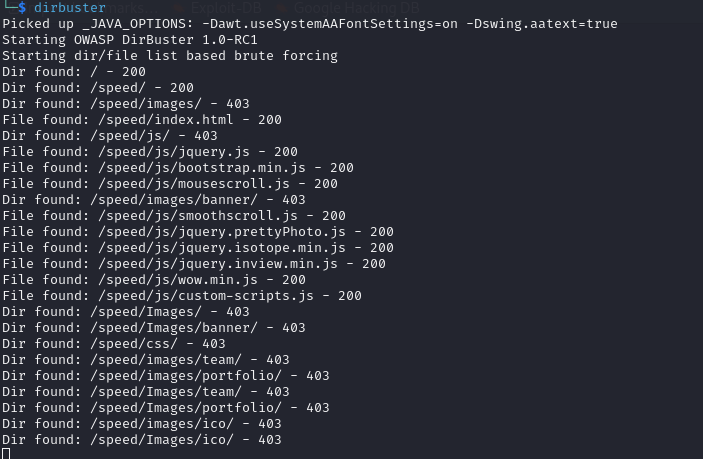 └─$ dirbuster
Picked up _JAVA_OPTIONS: -Dawt.useSystemAAFontSettings=on -Dswing.aatext=true
Starting OWASP DirBuster 1.0-RC1
Starting dir/file list based brute forcing
Dir found: / - 200
Dir found: /speed/ - 200
Dir found: /speed/images/ - 403
File found: /speed/index.html - 200
Dir found: /speed/js/ - 403
File found: /speed/js/jquery.js - 200
File found: /speed/js/bootstrap.min.js - 200
File found: /speed/js/mousescroll.js - 200
Dir found: /speed/images/banner/ - 403
File found: /speed/js/smoothscroll.js - 200
File found: /speed/js/jquery.prettyPhoto.js - 200
File found: /speed/js/jquery.isotope.min.js - 200
File found: /speed/js/jquery.inview.min.js - 200
File found: /speed/js/wow.min.js - 200
File found: /speed/js/custom-scripts.js - 200
Dir found: /speed/Images/ - 403
Dir found: /speed/Images/banner/ - 403
Dir found: /speed/css/ - 403
Dir found: /speed/images/team/ - 403
Dir found: /speed/images/portfolio/ - 403
Dir found: /speed/Images/team/ - 403
Dir found: /speed/Images/portfolio/ - 403
Dir found: /speed/images/ico/ - 403
Dir found: /speed/Images/ico/ - 403